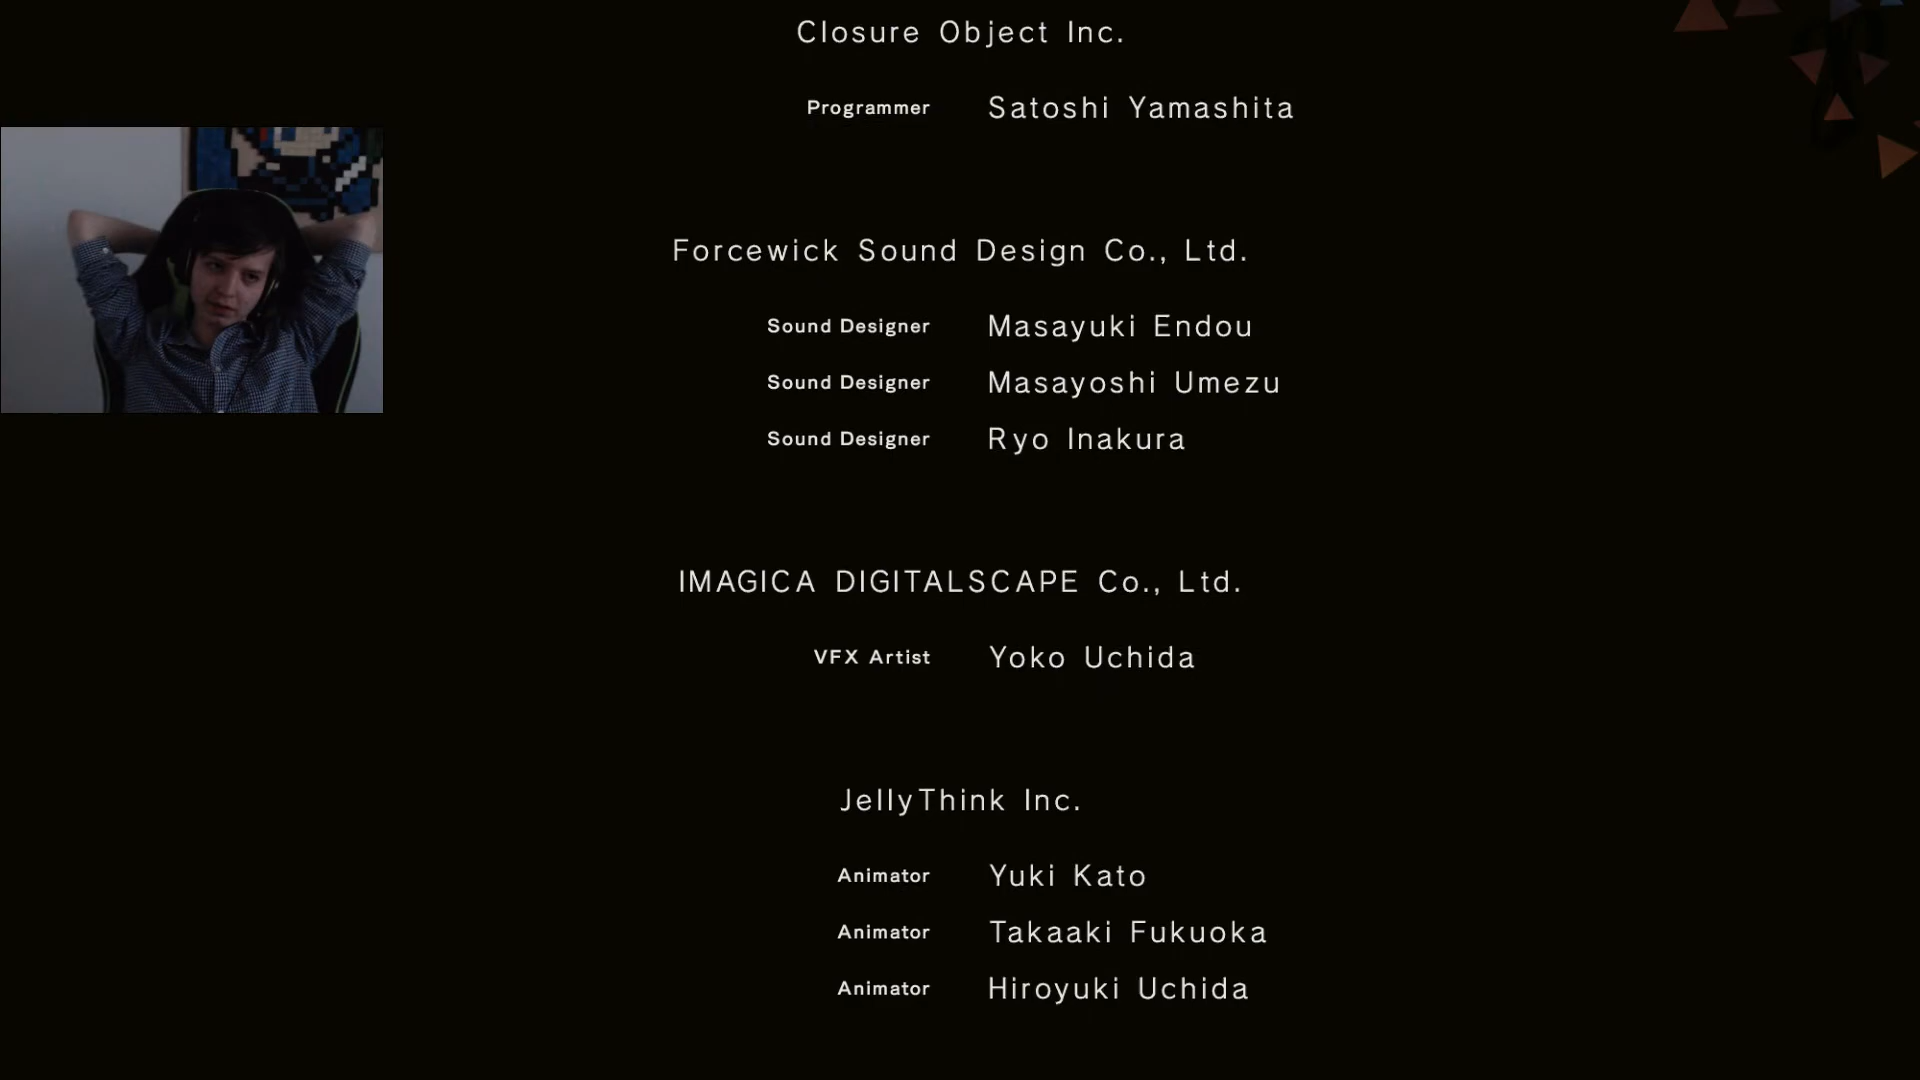 Closure Object Inc.
Programmer Satoshi Yamashita
Forcewick Sound Design Co., Ltd.
Sound Designer Masayuki Endou
Sound Designer Masayoshi Umezu
Sound Designer Ryo Inakura
IMAGICA DIGITALSCAPE Co., Ltd.
VFX Artist Yoko Uchida
JellyThink Inc.
Animator Yuki Kato
Animator Takaaki Fukuoka
Animator Hiroyuki Uchida